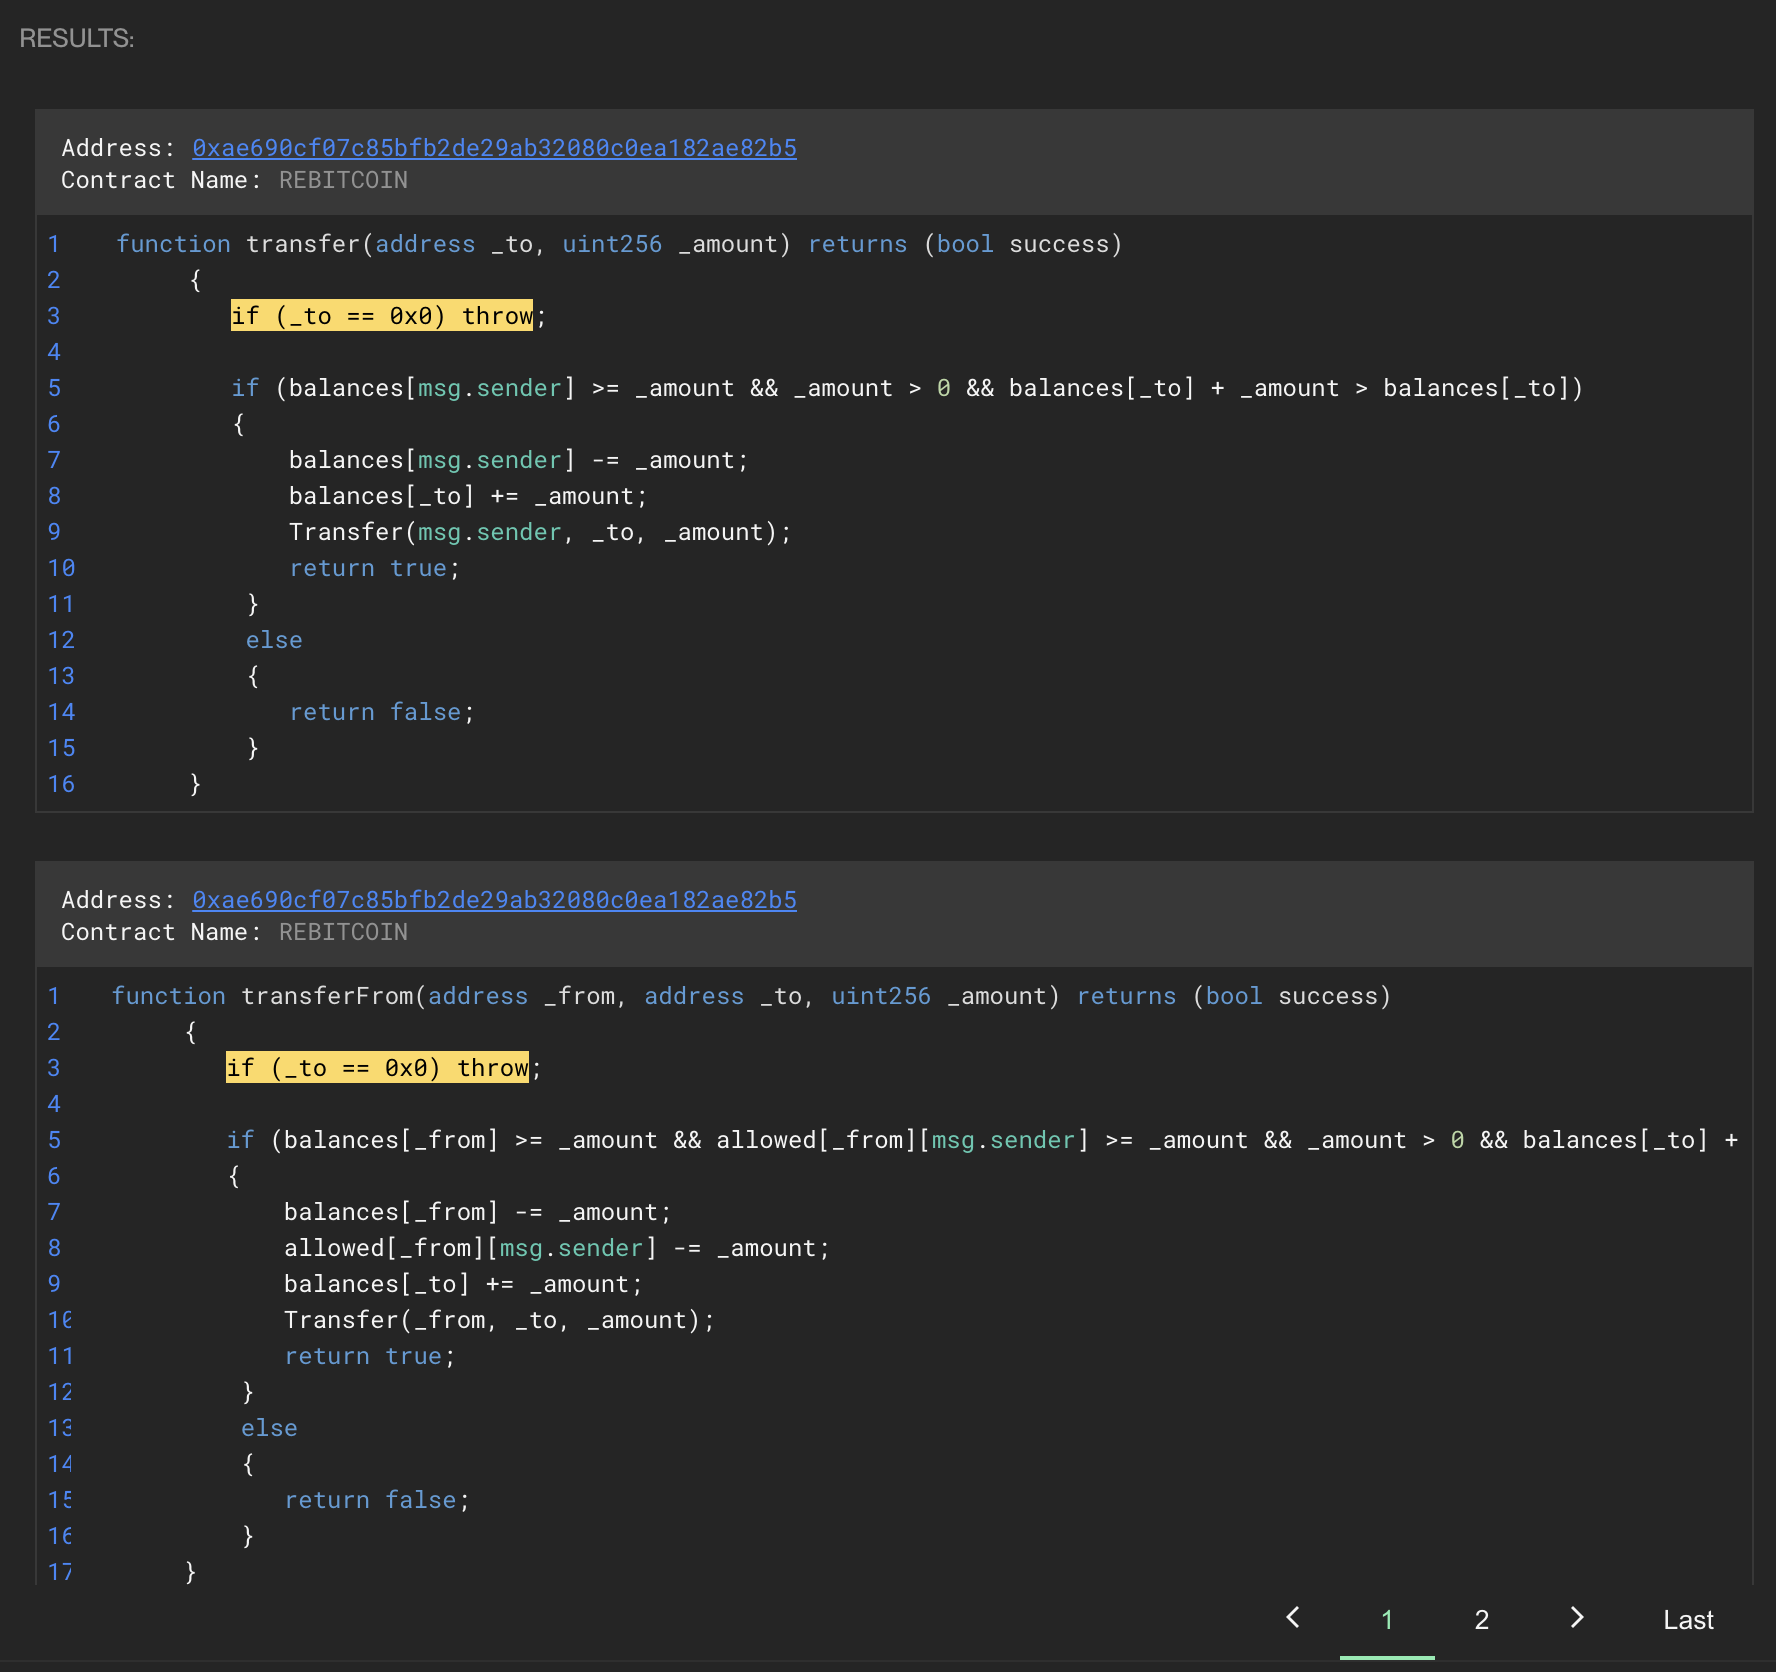 RESULTS:
Address: 0xae690cf07c85bfb2de29ab32080c0ea182ae82b5
Contract Name: REBITCOIN
1 function transfer(address _to, uint256 _amount) returns (bool success)
2 {
3 if (_to == 0x0) throw;
4
5 if (balances[msg.sender] >= _amount && _amount > 0 && balances[_to] + _amount > balances[_to])
6 {
7 balances[msg.sender] -= _amount;
8 balances[_to] += _amount;
9 Transfer(msg.sender, _to, _amount);
10 return true;
11 }
12 else
13 {
14 return false;
15 }
16 }
Address: 0xae690cf07c85bfb2de29ab32080c0ea182ae82b5
Contract Name: REBITCOIN
1 function transferFrom(address _from, address _to, uint256 _amount) returns (bool success)
2 {
3 if (_to == 0x0) throw;
4
5 if (balances[_from] >= _amount && allowed[_from][msg.sender] >= _amount && _amount > 0 && balances[_to] +
6 {
7 balances[_from] -= _amount;
8 allowed[_from][msg.sender] -= _amount;
9 balances[_to] += _amount;
10 Transfer(_from, _to, _amount);
11 return true;
12 }
13 else
14 {
15 return false;
16 }
17 }
< 1 2 > Last